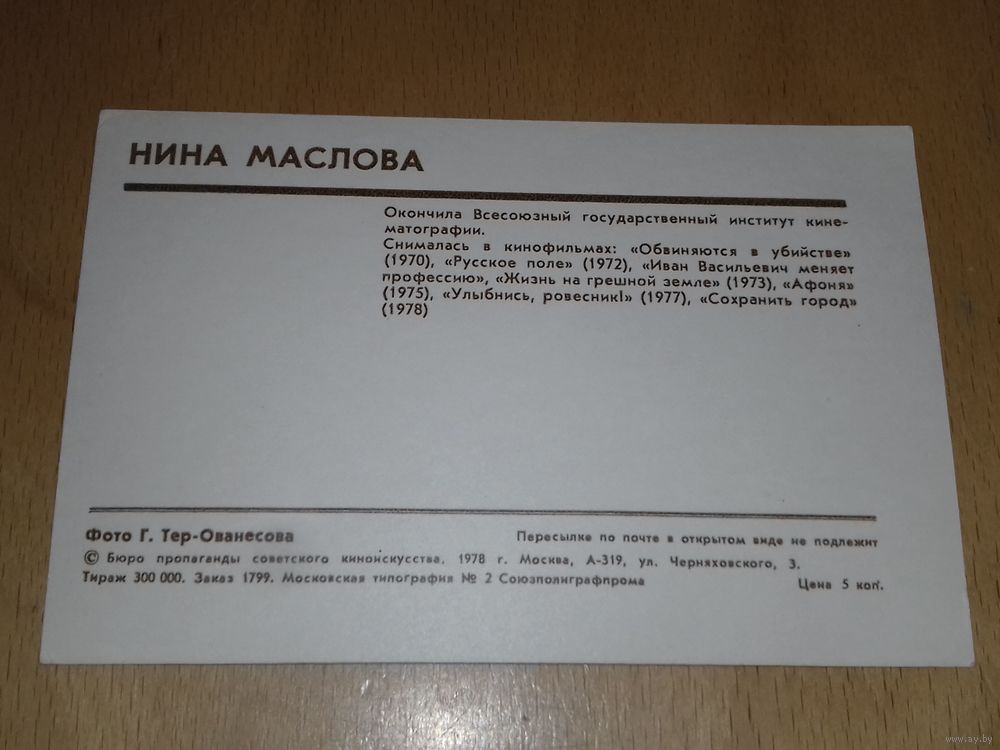 НИНА МАСЛОВА
Окончила Всесоюзный государственный институт кине-
матографии.
Снималась в кинофильмах: «Обвиняются в убийстве»
(1970), «Русское поле» (1972), «Иван Васильевич меняет
профессию», «Жизнь на грешной земле» (1973), «Афоня»
(1975), «Улыбнись, ровесник!» (1977), «Сохранить город»
(1978)
Фото Г. Тер-Ованесова
Пересылке по почте в открытом виде не подлежит
© Бюро пропаганды советского киноискусства, 1978 г. Москва, А-319, ул. Черняховского, 3.
Тираж 300 000. Заказ 1799. Московская типография № 2 Союзполиграфпрома
Цена 5 коп.
www.ay.by